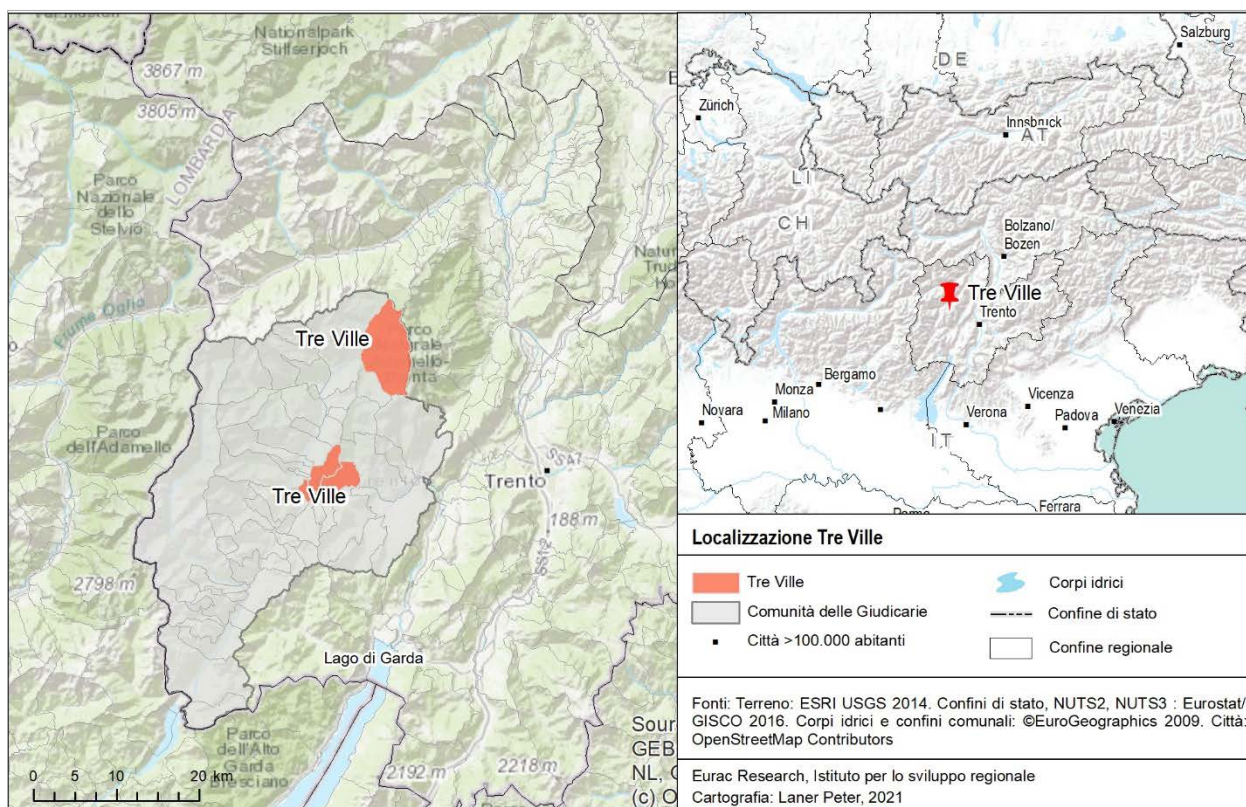 Nationalpark
Stilfserjoch
3867 m
3805 m
LOMBARDIA
Parco
Nazionale
dello
Stelvio
Fiume Oglio
Tre Ville
Parco
dell'Adamello
Tre Ville
Trento
SS47
188 m
SS12
2798 m
Lago di Garda
Parco
dell'Alto
Garda
Bresciano
2192 m
2218 m
Sour
GEB
NL,
(c) O
0 5 10 20 km
Salzburg
DE
Zürich
Innsbruck
AT
LI
CH
Bolzano/
Bozen
Tre Ville
Trento
Bergamo
Monza
Milano
Novara
Vicenza
Verona
Padova
Venezia
IT
Ferrara
Localizzazione Tre Ville
Tre Ville
Comunità delle Giudicarie
Città >100.000 abitanti
Corpi idrici
Confine di stato
Confine regionale
Fonti: Terreno: ESRI USGS 2014. Confini di stato, NUTS2, NUTS3 : Eurostat/
GISCO 2016. Corpi idrici e confini comunali: ©EuroGeographics 2009. Città:
OpenStreetMap Contributors
Eurac Research, Istituto per lo sviluppo regionale
Cartografia: Laner Peter, 2021